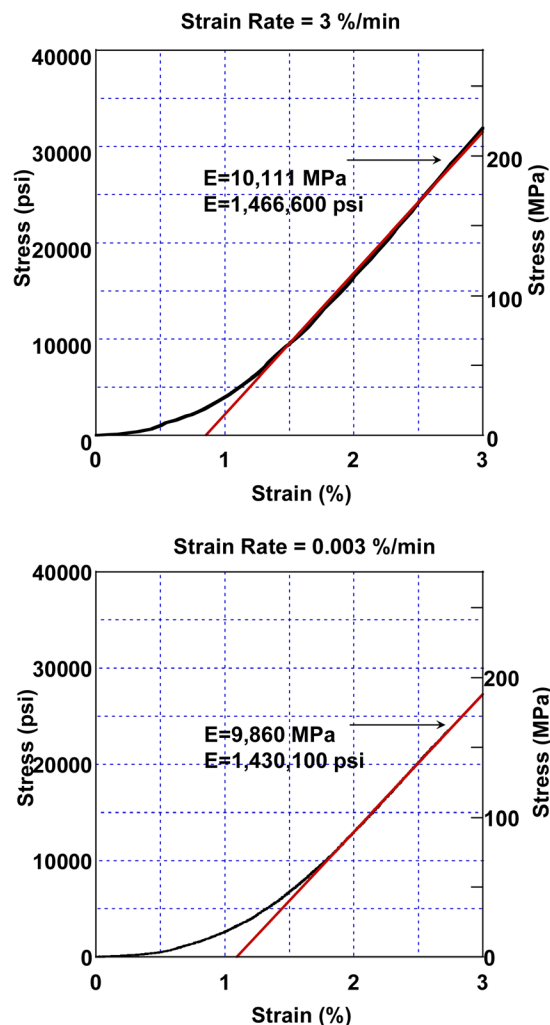 Strain Rate = 3 %/min
40000
30000
20000
10000
0
Stress (psi)
E=10,111 MPa
E=1,466,600 psi
200
100
0
Stress (MPa)
0 1 2 3
Strain (%)
Strain Rate = 0.003 %/min
40000
30000
20000
10000
0
Stress (psi)
E=9,860 MPa
E=1,430,100 psi
200
100
0
Stress (MPa)
0 1 2 3
Strain (%)